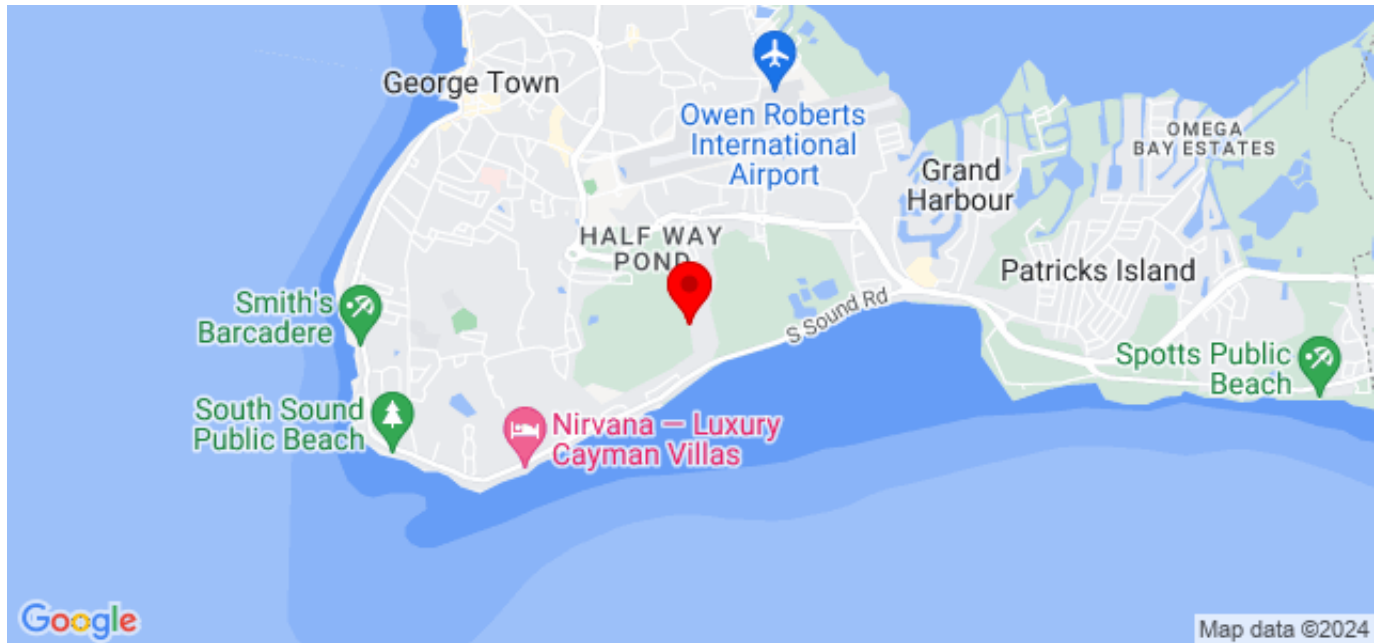 George Town
Owen Roberts
International
Airport
OMEGA
BAY ESTATES
Grand
Harbour
HALF WAY
POND
Patricks Island
Smith's
Barcadere
S Sound Rd
Spotts Public
Beach
South Sound
Public Beach
Nirvana — Luxury
Cayman Villas
Google
Map data ©2024